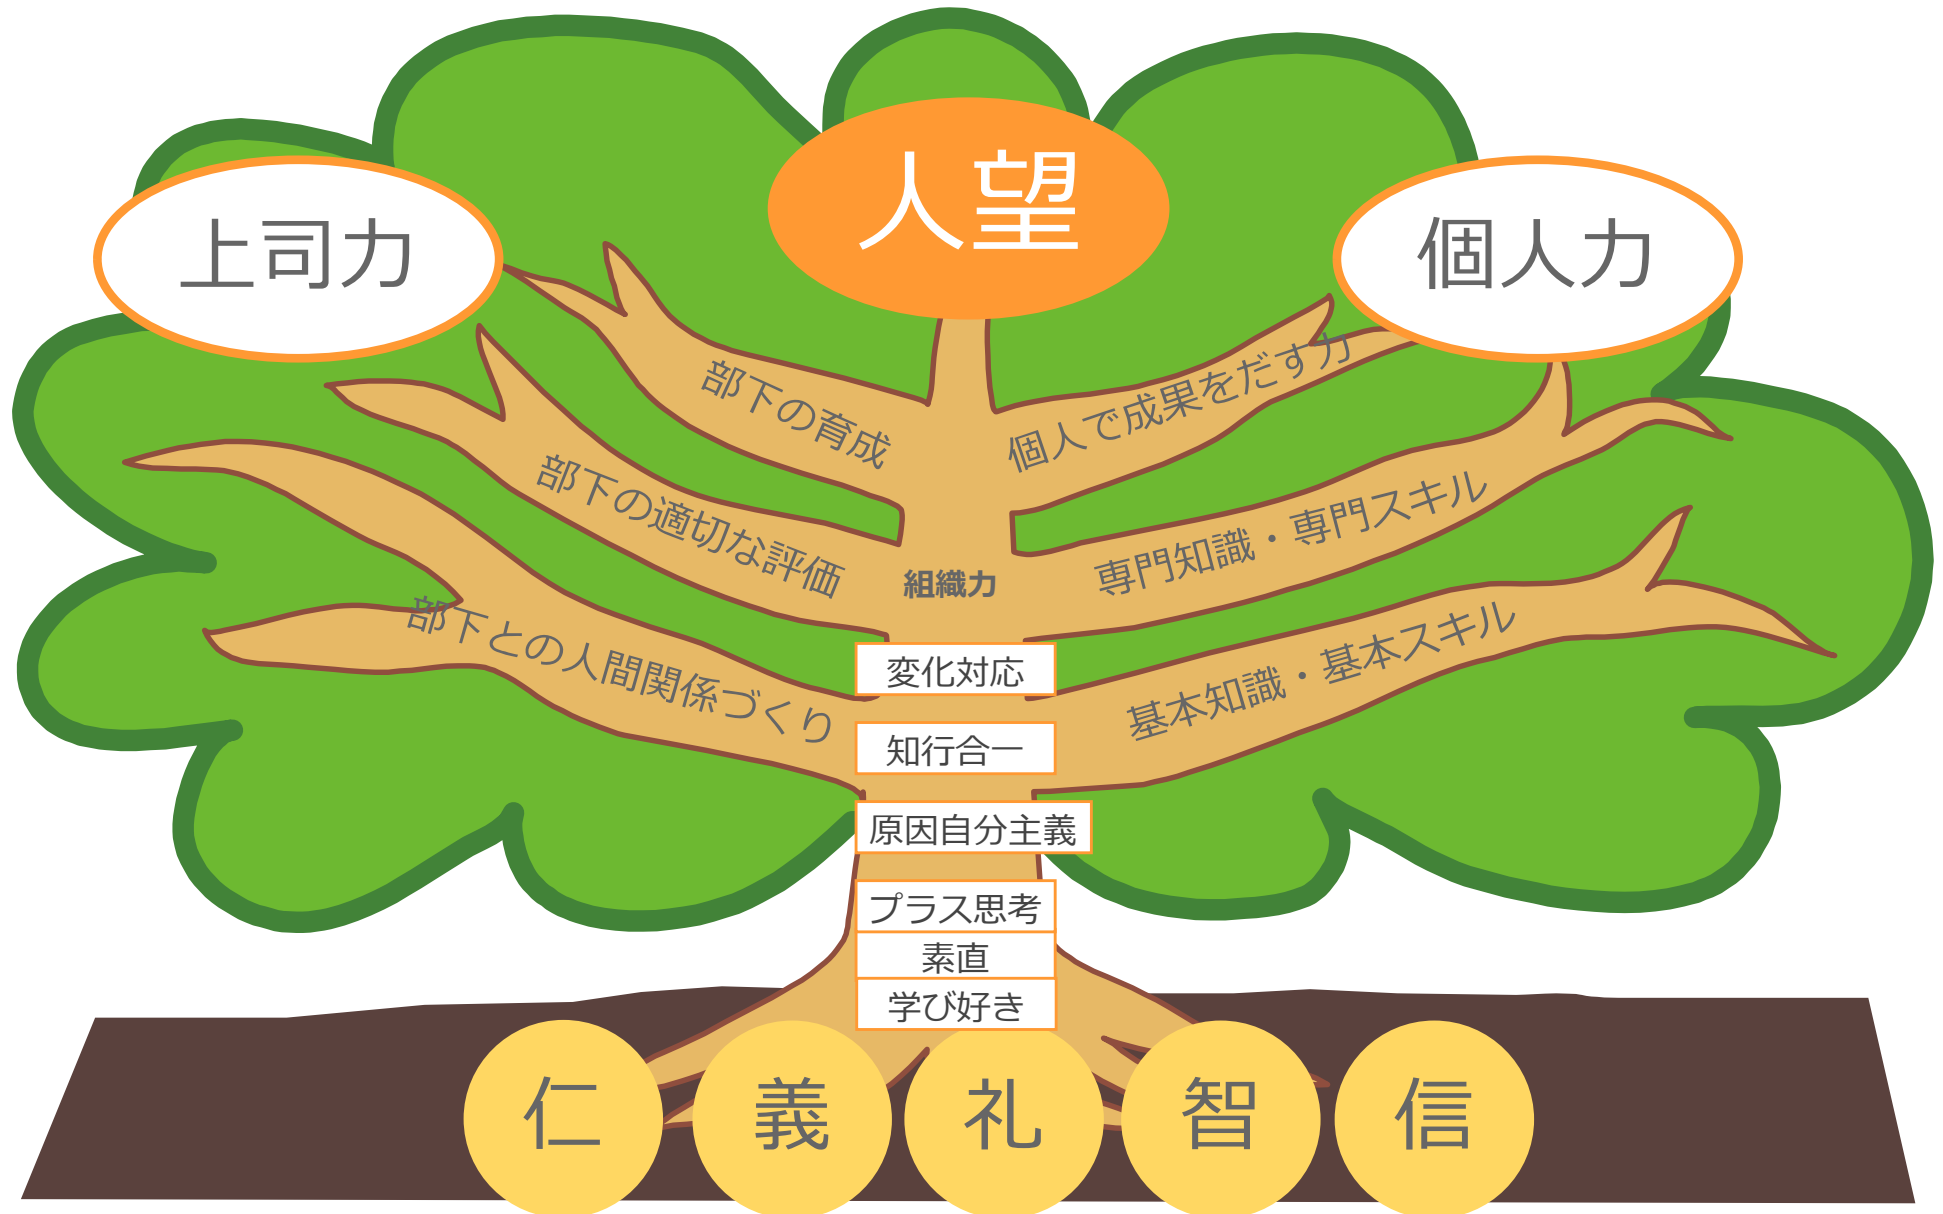 人望
上司力
個人力
部下の育成
個人で成果をだす力
部下の適切な評価
専門知識・専門スキル
組織力
部下との人間関係づくり
基本知識・基本スキル
変化対応
知行合一
原因自分主義
プラス思考
素直
学び好き
仁
義
礼
智
信